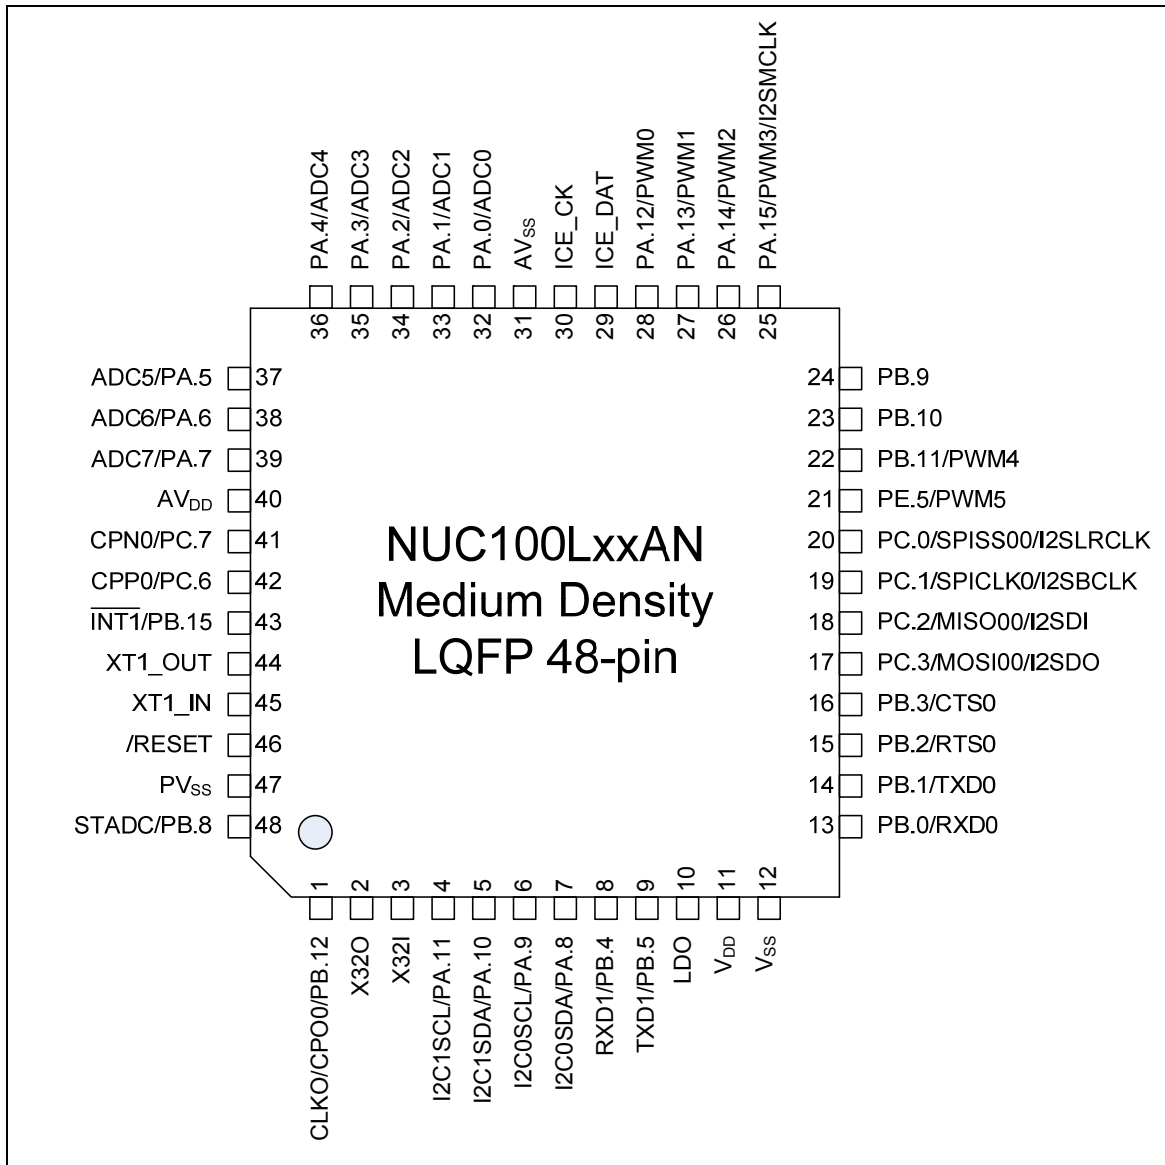 PA.4/ADC4
PA.3/ADC3
PA.2/ADC2
PA.1/ADC1
PA.0/ADC0
AVSS
ICE_CK
ICE_DAT
PA.12/PWM0
PA.13/PWM1
PA.14/PWM2
PA.15/PWM3/I2SMCLK
36
35
34
33
32
31
30
29
28
27
26
25
ADC5/PA.5 37
ADC6/PA.6 38
ADC7/PA.7 39
AVDD 40
CPN0/PC.7 41
CPP0/PC.6 42
INT1/PB.15 43
XT1_OUT 44
XT1_IN 45
/RESET 46
PVSS 47
STADC/PB.8 48
NUC100LxxAN
Medium Density
LQFP 48-pin
24 PB.9
23 PB.10
22 PB.11/PWM4
21 PE.5/PWM5
20 PC.0/SPISS00/I2SLRCLK
19 PC.1/SPICLK0/I2SBCLK
18 PC.2/MISO00/I2SDI
17 PC.3/MOSI00/I2SDO
16 PB.3/CTS0
15 PB.2/RTS0
14 PB.1/TXD0
13 PB.0/RXD0
1
2
3
4
5
6
7
8
9
10
11
12
CLKO/CPO0/PB.12
X32O
X32I
I2C1SCL/PA.11
I2C1SDA/PA.10
I2C0SCL/PA.9
I2C0SDA/PA.8
RXD1/PB.4
TXD1/PB.5
LDO
VDD
VSS